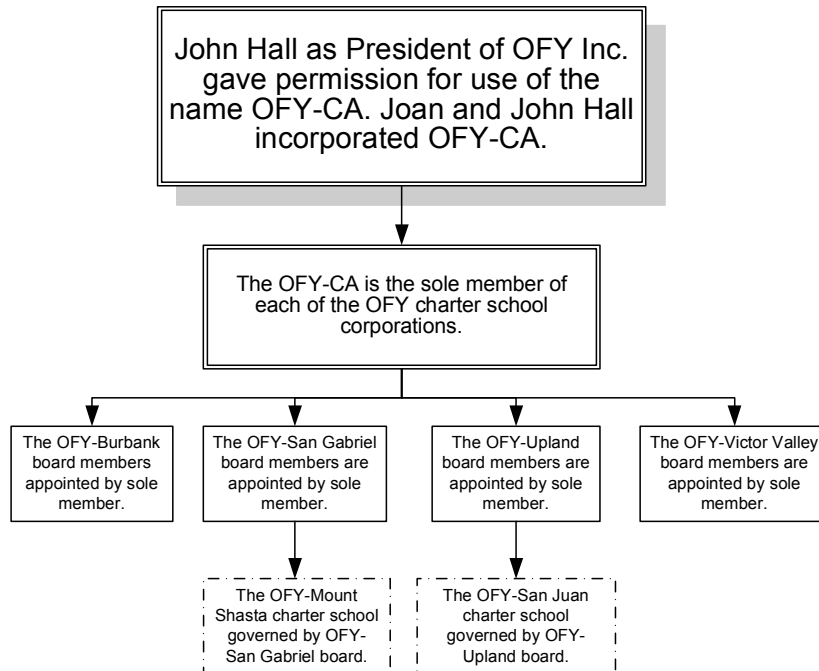 John Hall as President of OFY Inc.
gave permission for use of the
name OFY-CA. Joan and John Hall
incorporated OFY-CA.
The OFY-CA is the sole member of
each of the OFY charter school
corporations.
The OFY-Burbank
board members
appointed by sole
member.
The OFY-San Gabriel
board members are
appointed by sole
member.
The OFY-Upland
board members are
appointed by sole
member.
The OFY-Victor Valley
board members are
appointed by sole
member.
The OFY-Mount
Shasta charter school
governed by OFY-
San Gabriel board.
The OFY-San Juan
charter school
governed by OFY-
Upland board.